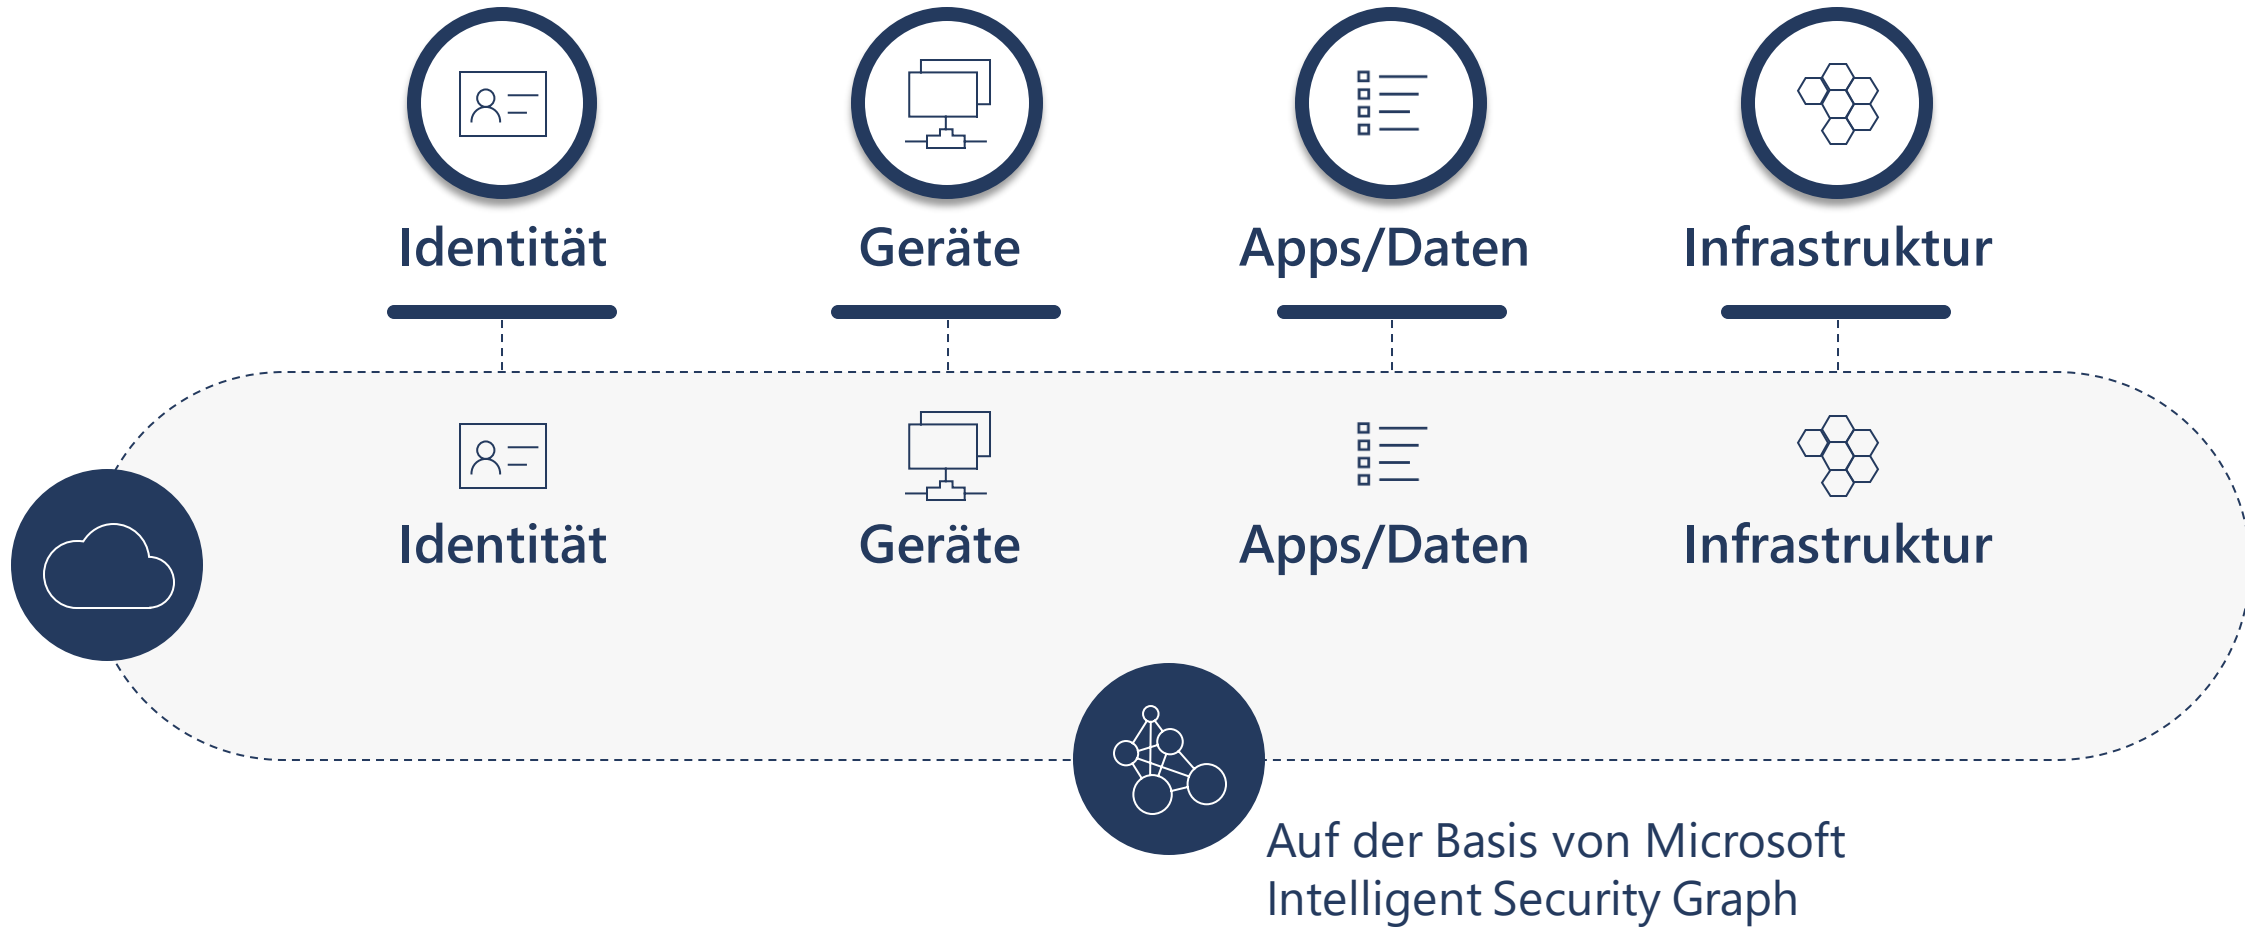 Identität
Geräte
Apps/Daten
Infrastruktur
Identität
Geräte
Apps/Daten
Infrastruktur
Auf der Basis von Microsoft
Intelligent Security Graph